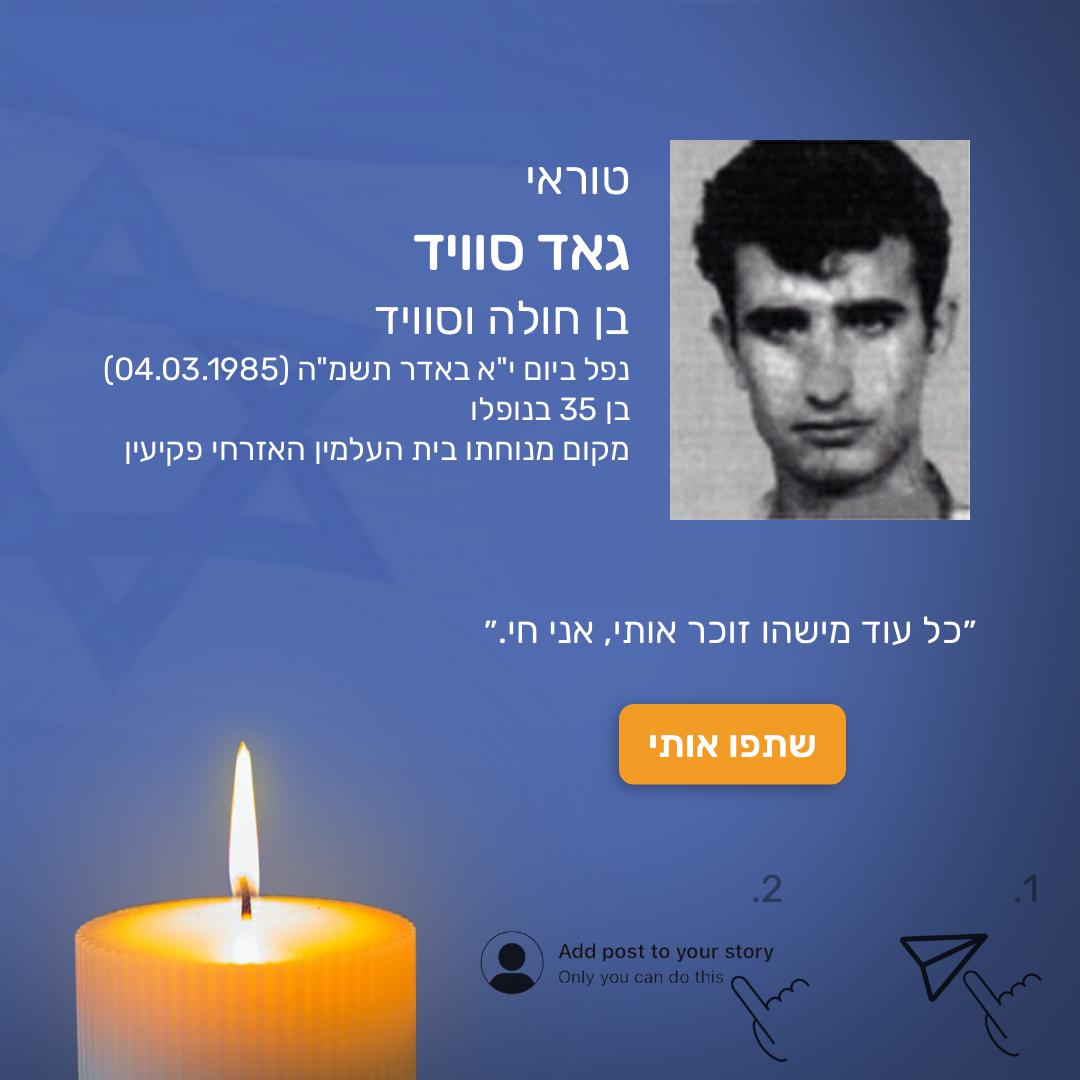 טוראי
גאד סוויד
בן חולה וסוויד
נפל ביום י"א באדר תשמ"ה (04.03.1985)
בן 35 בנופלו
מקום מנוחתו בית העלמין האזרחי פקיעין
״כל עוד מישהו זוכר אותי, אני חי.״
שתפו אותי
1.
2.
Add post to your story
Only you can do this